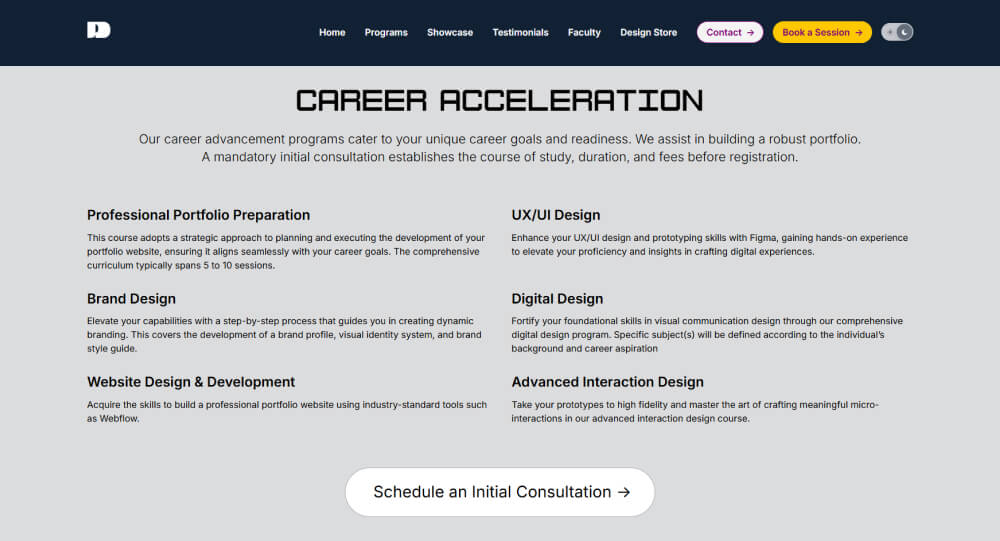 Home Programs Showcase Testimonials Faculty Design Store Contact → Book a Session →
CAREER ACCELERATION
Our career advancement programs cater to your unique career goals and readiness. We assist in building a robust portfolio.
A mandatory initial consultation establishes the course of study, duration, and fees before registration.
Professional Portfolio Preparation
This course adopts a strategic approach to planning and executing the development of your
portfolio website, ensuring it aligns seamlessly with your career goals. The comprehensive
curriculum typically spans 5 to 10 sessions.
UX/UI Design
Enhance your UX/UI design and prototyping skills with Figma, gaining hands-on experience
to elevate your proficiency and insights in crafting digital experiences.
Brand Design
Elevate your capabilities with a step-by-step process that guides you in creating dynamic
branding. This covers the development of a brand profile, visual identity system, and brand
style guide.
Digital Design
Fortify your foundational skills in visual communication design through our comprehensive
digital design program. Specific subject(s) will be defined according to the individual's
background and career aspiration
Website Design & Development
Acquire the skills to build a professional portfolio website using industry-standard tools such
as Webflow.
Advanced Interaction Design
Take your prototypes to high fidelity and master the art of crafting meaningful micro-
interactions in our advanced interaction design course.
Schedule an Initial Consultation →